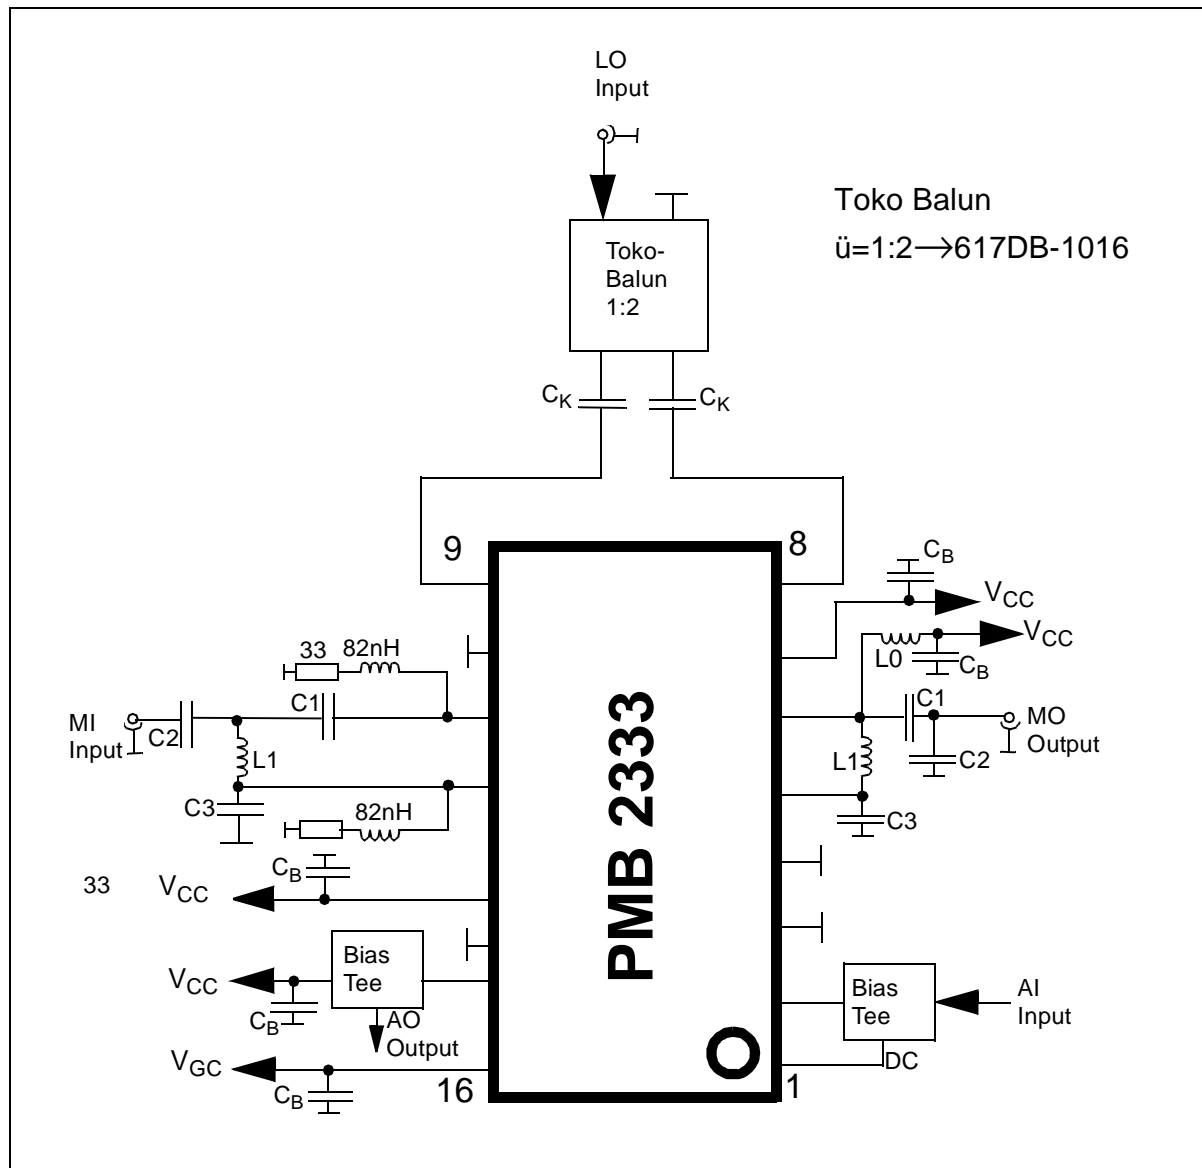 LO
Input
Toko Balun
ü=1:2→617DB-1016
Toko-
Balun
1:2
CK
CK
9
8
CB
VCC
VCC
L0
CB
33
82nH
C1
C1
MI
Input
C2
MO
Output
L1
L1
C2
C3
82nH
C3
PMB 2333
33
VCC
CB
VCC
CB
Bias
Tee
AO
Output
Bias
Tee
AI
Input
DC
VGC
CB
16
1